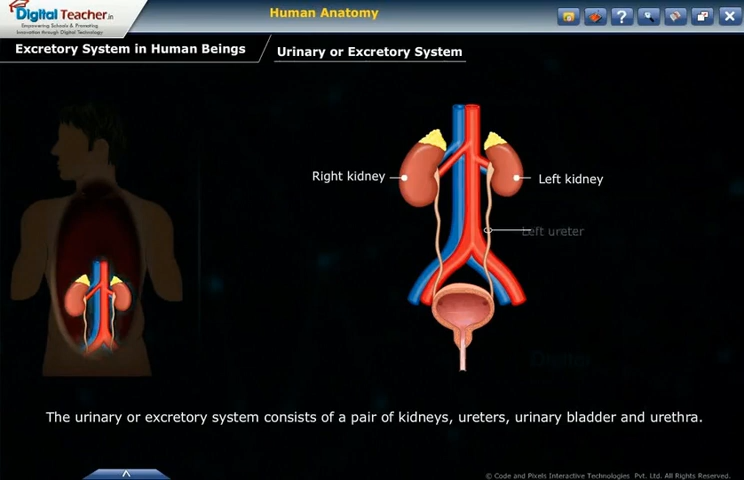 Digital Teacher.in
Empowering Schools & Promoting
Innovation through Digital Technology
Human Anatomy
Excretory System in Human Beings
Urinary or Excretory System
Right kidney
Left kidney
Left ureter
The urinary or excretory system consists of a pair of kidneys, ureters, urinary bladder and urethra.
© Code and Pixels Interactive Technologies Pvt. Ltd. All Rights Reserved.